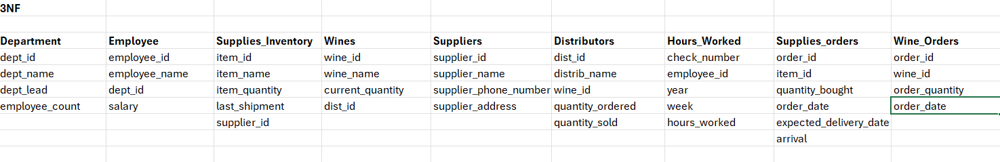 3NF
Department Employee Supplies_Inventory Wines Suppliers Distributors Hours_Worked Supplies_orders Wine_Orders
dept_id employee_id item_id wine_id supplier_id dist_id check_number order_id order_id
dept_name employee_name item_name wine_name supplier_name distrib_name employee_id item_id wine_id
dept_lead dept_id item_quantity current_quantity supplier_phone_number wine_id year quantity_bought order_quantity
employee_count salary last_shipment dist_id supplier_address quantity_ordered week order_date order_date
supplier_id quantity_sold hours_worked expected_delivery_date
arrival